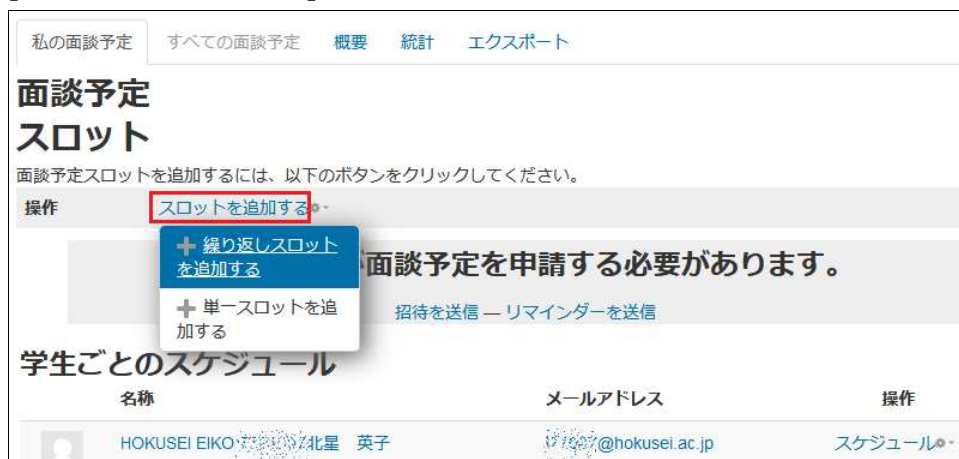 私の面談予定 すべての面談予定 概要 統計 エクスポート
面談予定
スロット
面談予定スロットを追加するには、以下のボタンをクリックしてください。
操作 スロットを追加する
繰り返しスロット
を追加する
面談予定を申請する必要があります。
単一スロットを追
加する
招待を送信 — リマインダーを送信
学生ごとのスケジュール
名称 メールアドレス 操作
HOKUSEI EIKO 北星 英子 @hokusei.ac.jp スケジュール